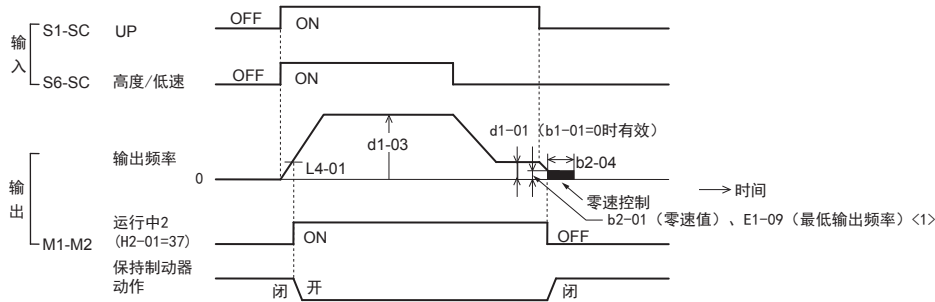 输入
S1-SC UP OFF ON
S6-SC 高度/低速 OFF ON
输出
输出频率 0 L4-01 d1-03 d1-01 (b1-01=0时有效) b2-04
零速控制 时间
b2-01（零速值）、E1-09（最低输出频率）<1>
M1-M2 运行中2 (H2-01=37) ON OFF
保持制动器动作 闭 开 闭